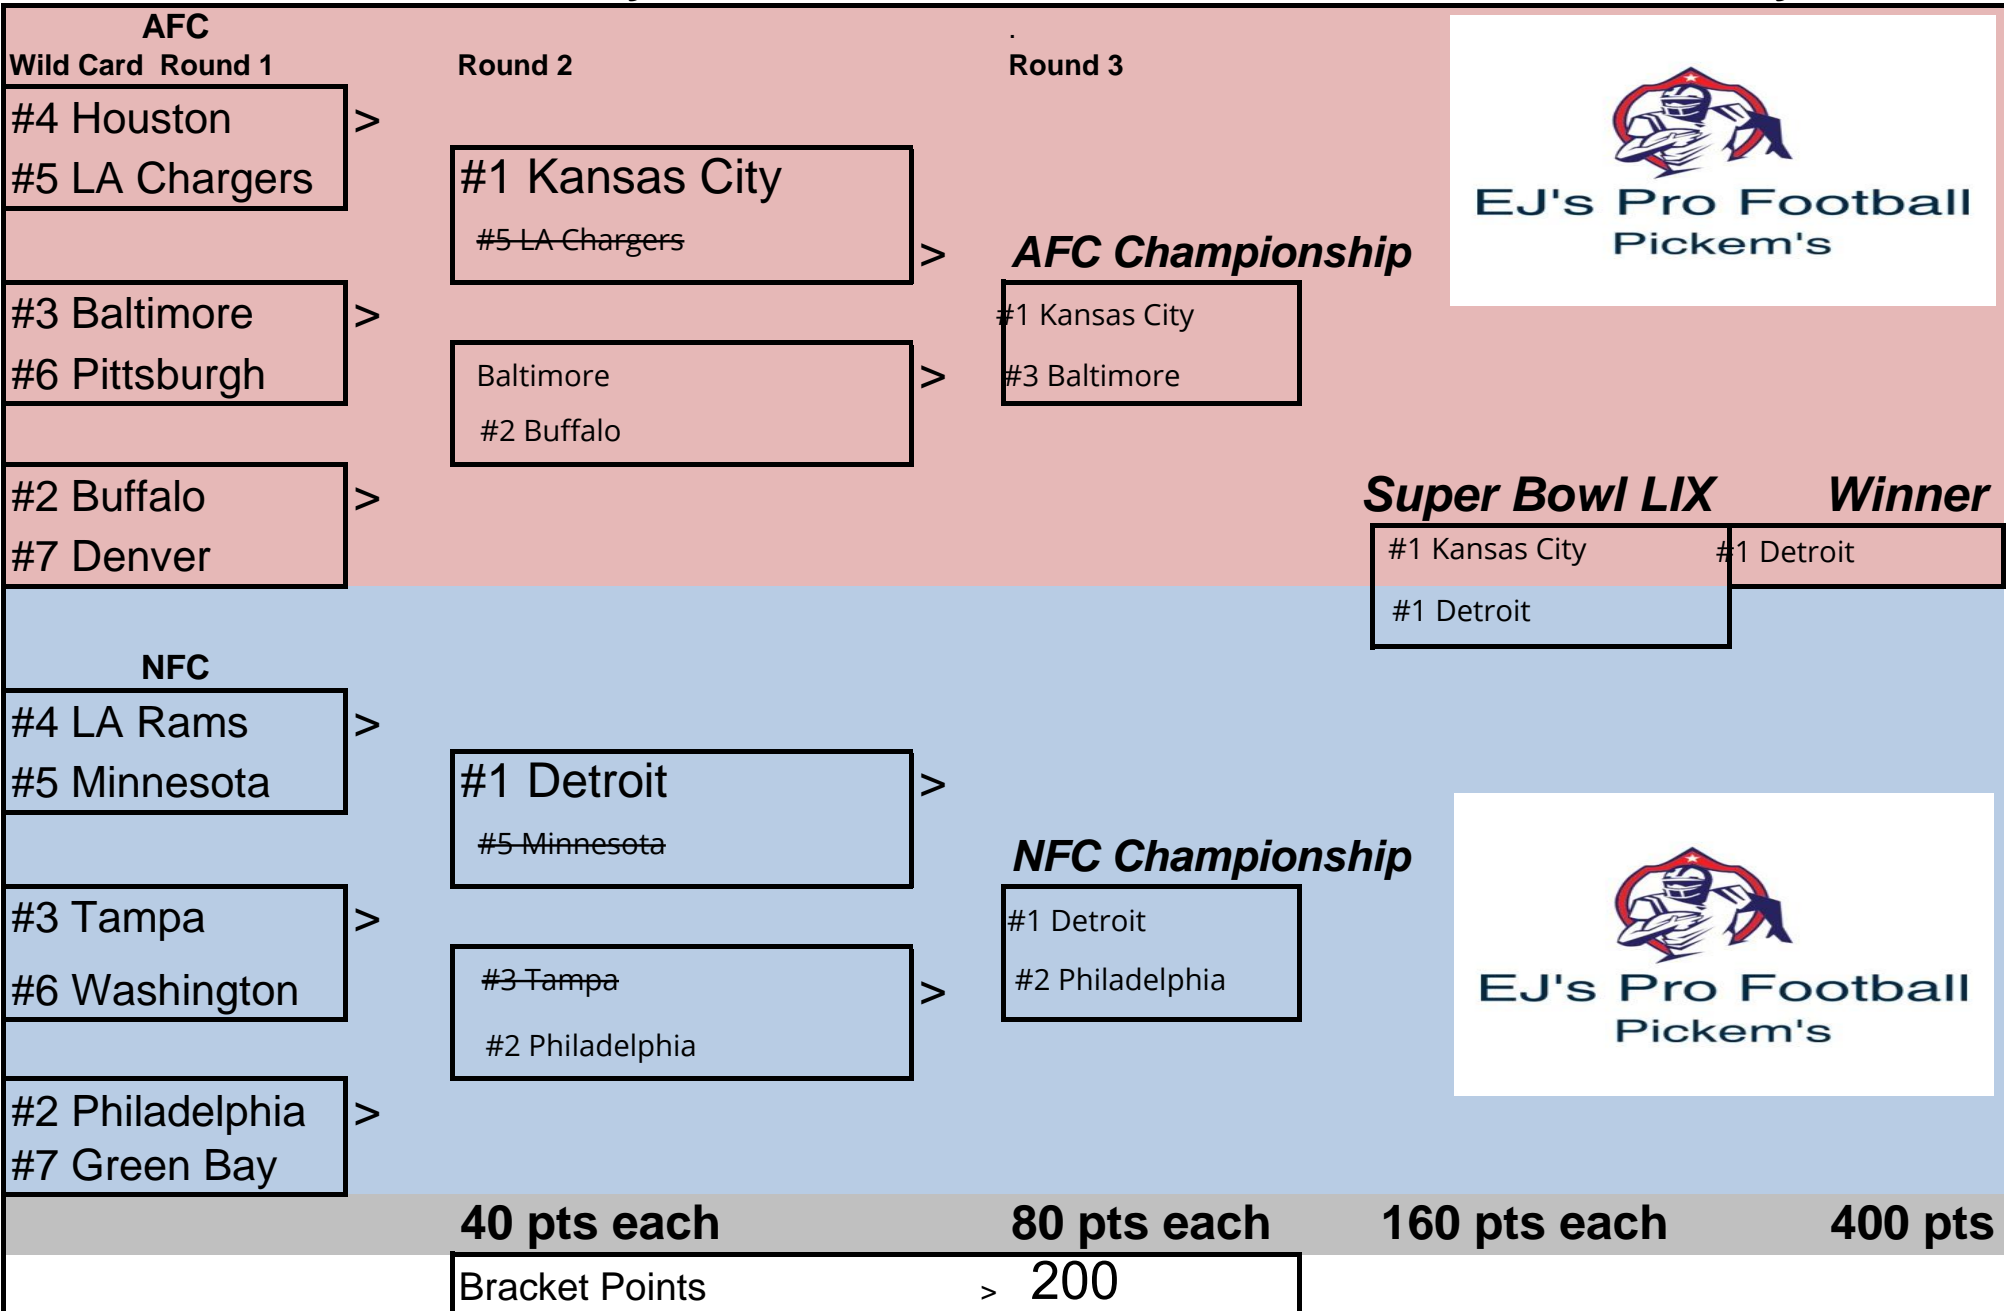 AFC
.
Wild Card Round 1
Round 2
Round 3
#4 Houston >
#5 LA Chargers
#1 Kansas City
#5 LA Chargers
> AFC Championship
EJ's Pro Football
Pickem's
#3 Baltimore >
#6 Pittsburgh
Baltimore >
#2 Buffalo
#1 Kansas City
#3 Baltimore
#2 Buffalo >
#7 Denver
Super Bowl LIX
Winner
#1 Kansas City
#1 Detroit
#1 Detroit
NFC
#4 LA Rams >
#5 Minnesota
#1 Detroit >
#5 Minnesota
NFC Championship
#3 Tampa >
#6 Washington
#3 Tampa >
#2 Philadelphia
#1 Detroit
#2 Philadelphia
EJ's Pro Football
Pickem's
#2 Philadelphia >
#7 Green Bay
40 pts each
80 pts each
160 pts each
400 pts
Bracket Points > 200